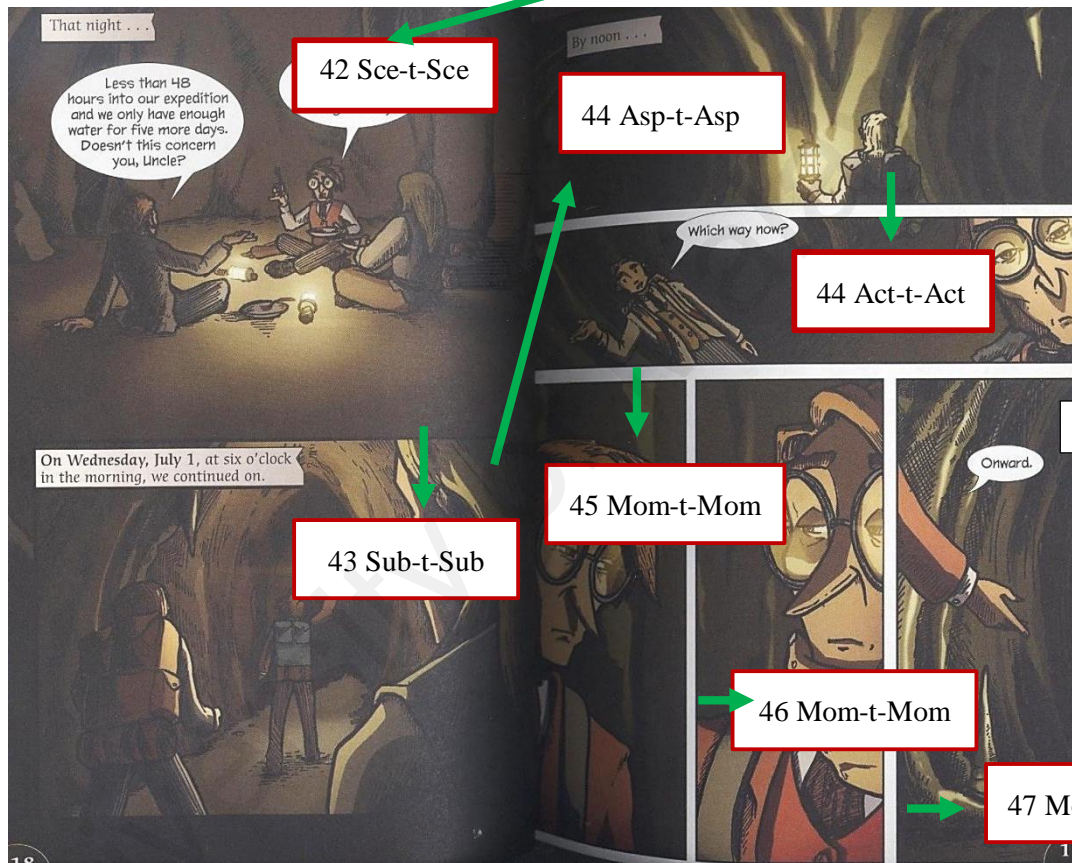 That night . . .
42 Sce-t-Sce
Less than 48
hours into our expedition
and we only have enough
water for five more days.
Doesn't this concern
you, Uncle?
On Wednesday, July 1, at six o'clock
in the morning, we continued on.
43 Sub-t-Sub
18
By noon . . .
44 Asp-t-Asp
Which way now?
44 Act-t-Act
45 Mom-t-Mom
46 Mom-t-Mom
Onward.
47